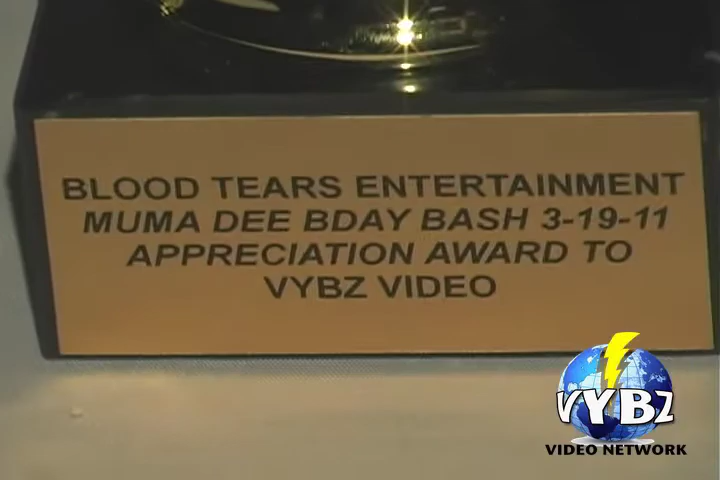 BLOOD TEARS ENTERTAINMENT
MUMA DEE BDAY BASH 3-19-11
APPRECIATION AWARD TO
VYBZ VIDEO
VYBZ
VIDEO NETWORK